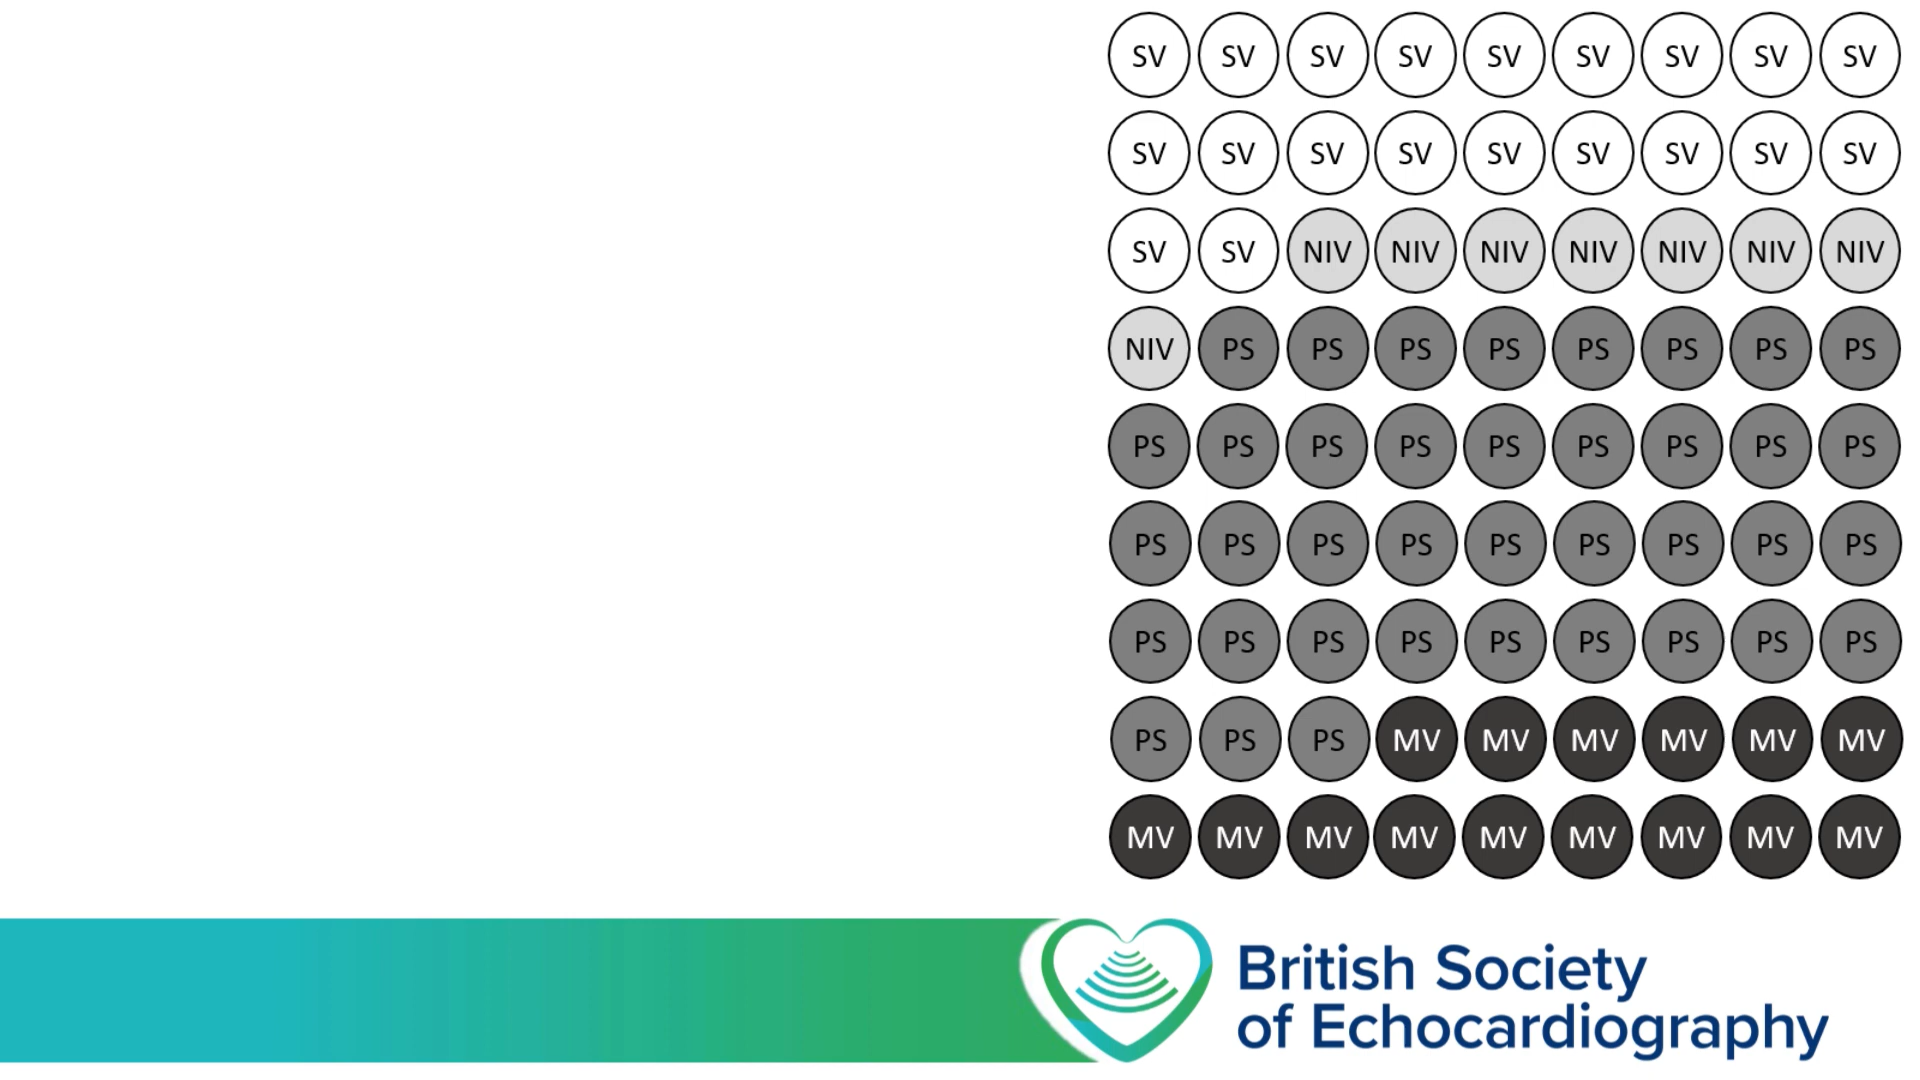 SV SV SV SV SV SV SV SV SV
SV SV SV SV SV SV SV SV SV
SV SV NIV NIV NIV NIV NIV NIV NIV
NIV PS PS PS PS PS PS PS PS
PS PS PS PS PS PS PS PS PS
PS PS PS PS PS PS PS PS PS
PS PS PS PS PS PS PS PS PS
PS PS PS MV MV MV MV MV MV
MV MV MV MV MV MV MV MV MV
British Society
of Echocardiography